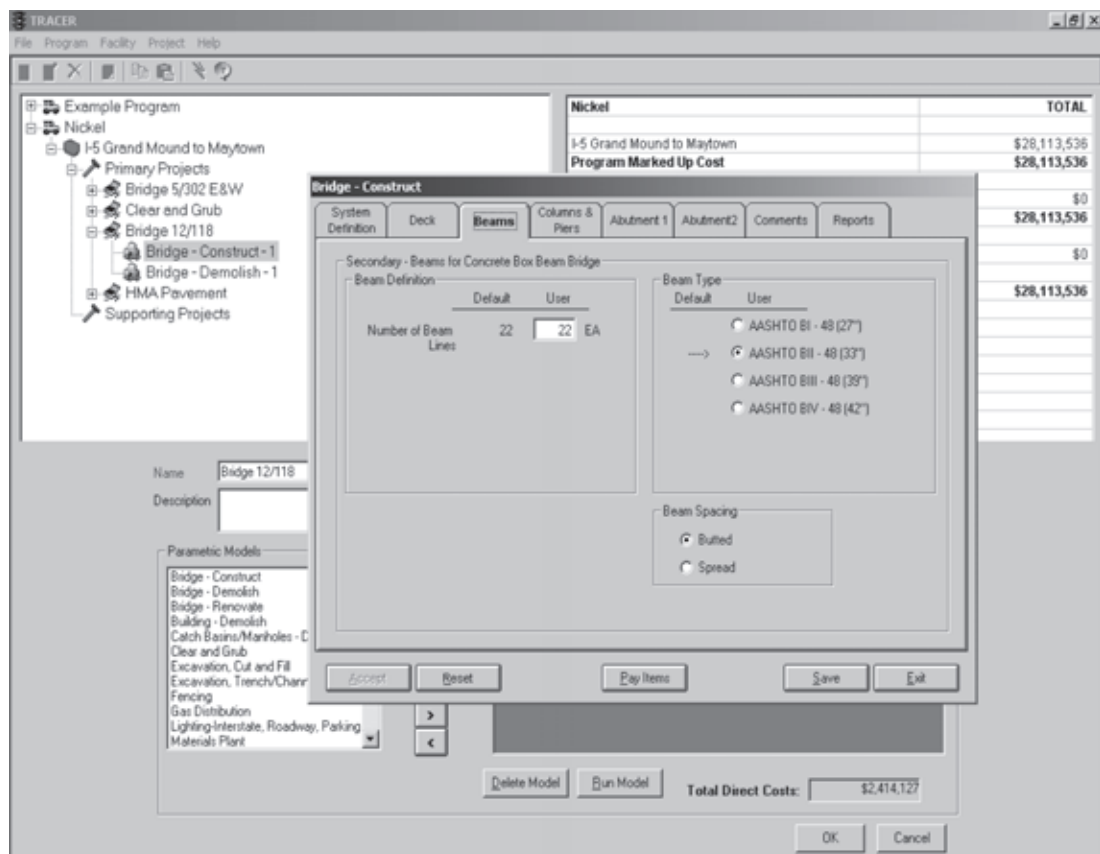 TRACER
File Program Facility Project Help
Example Program
Nickel
I-5 Grand Mound to Maytown
Primary Projects
Bridge 5/302 E&W
Clear and Grub
Bridge 12/118
Bridge - Construct - 1
Bridge - Demolish - 1
HMA Pavement
Supporting Projects
Nickel TOTAL
I-5 Grand Mound to Maytown $28,113,536
Program Marked Up Cost $28,113,536
$0
$28,113,536
$0
$28,113,536
Bridge - Construct
System Definition
Deck
Beams
Columns & Piers
Abutment 1
Abutment2
Comments
Reports
Secondary - Beams for Concrete Box Beam Bridge
Beam Definition
Default User
Number of Beam Lines 22 22 EA
Beam Type
Default User
AASHTO BI - 48 (27")
----> AASHTO BII - 48 (33")
AASHTO BIII - 48 (39")
AASHTO BIV - 48 (42")
Beam Spacing
Butted
Spread
Accept Reset Pay Items Save Exit
Name Bridge 12/118
Description
Parametric Models
Bridge - Construct
Bridge - Demolish
Bridge - Renovate
Building - Demolish
Catch Basins/Manholes - D
Clear and Grub
Excavation, Cut and Fill
Excavation, Trench/Chann
Fencing
Gas Distribution
Lighting-Interstate, Roadway, Parking
Materials Plant
>
<
Delete Model Run Model Total Direct Costs: $2,414,127
OK Cancel